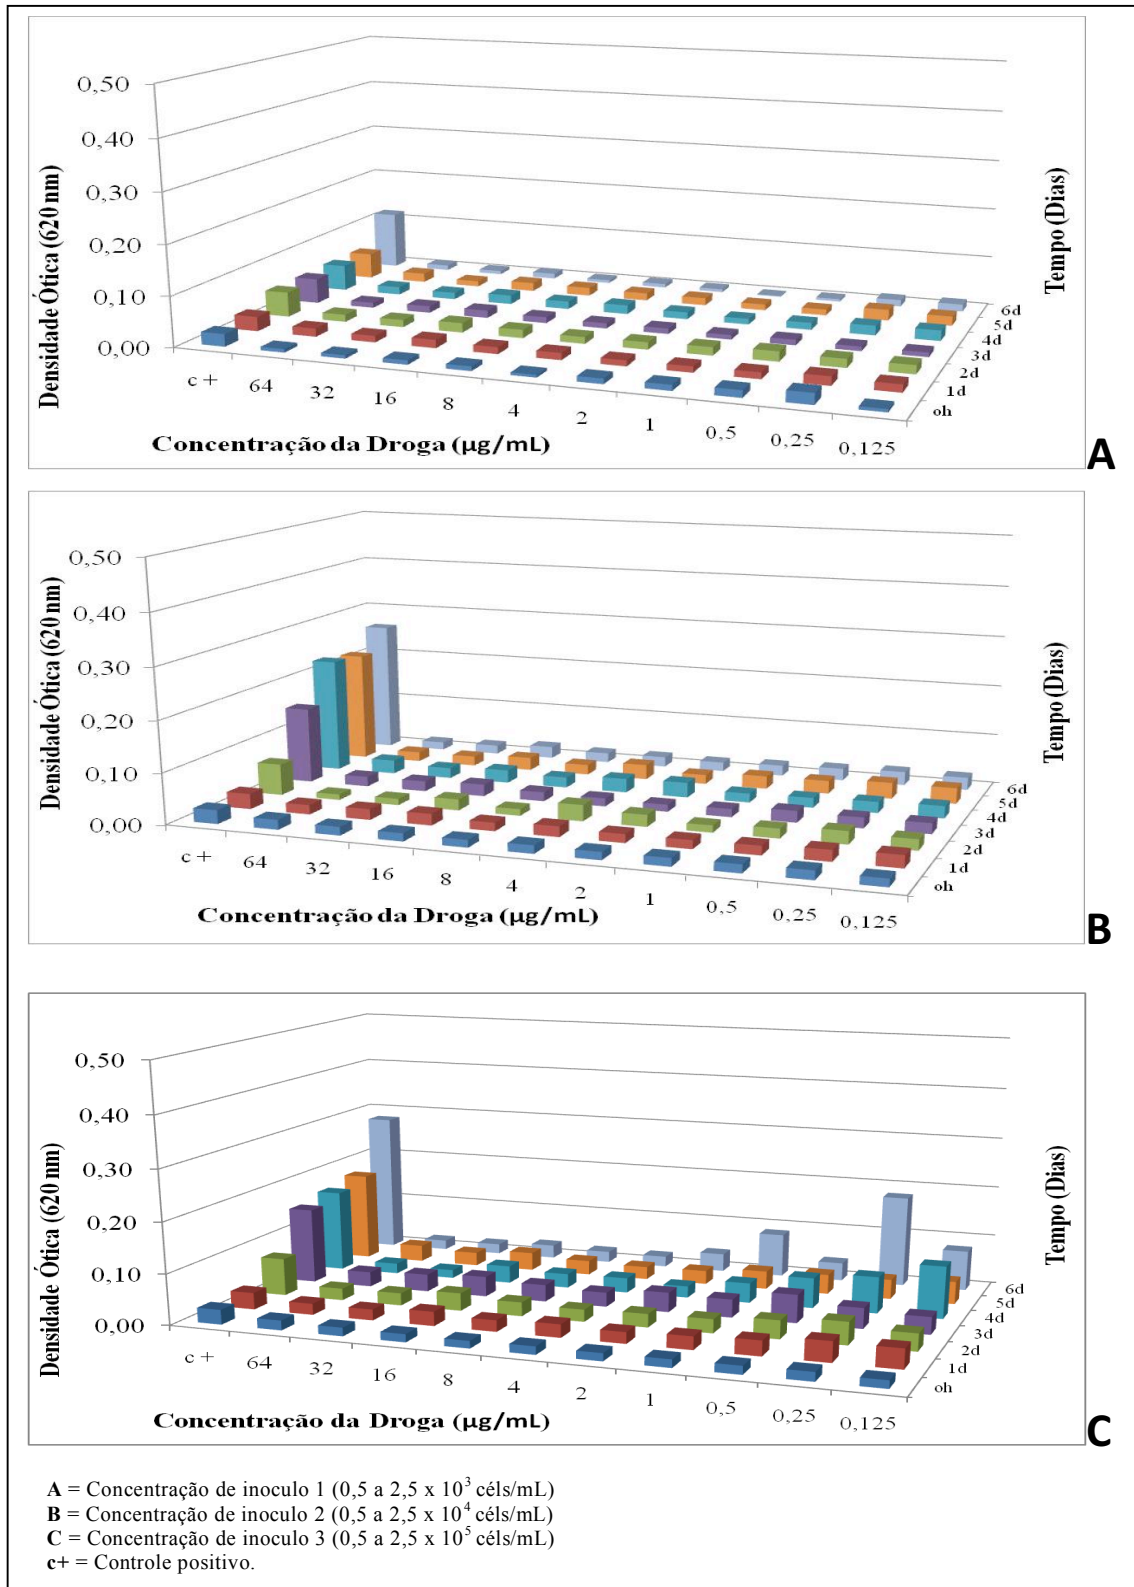 0,50
0,40
0,30
0,20
0,10
0,00
Densidade Ótica (620 nm)
c +
64
32
16
8
4
2
1
0,5
0,25
0,125
Concentração da Droga (µg/mL)
oh
1d
2d
3d
4d
5d
6d
Tempo (Dias)
A
0,50
0,40
0,30
0,20
0,10
0,00
Densidade Ótica (620 nm)
c +
64
32
16
8
4
2
1
0,5
0,25
0,125
Concentração da Droga (µg/mL)
oh
1d
2d
3d
4d
5d
6d
Tempo (Dias)
B
0,50
0,40
0,30
0,20
0,10
0,00
Densidade Ótica (620 nm)
c +
64
32
16
8
4
2
1
0,5
0,25
0,125
Concentração da Droga (µg/mL)
oh
1d
2d
3d
4d
5d
6d
Tempo (Dias)
C
A = Concentração de inoculo 1 (0,5 a 2,5 x 10³ céls/mL)
B = Concentração de inoculo 2 (0,5 a 2,5 x 10⁴ céls/mL)
C = Concentração de inoculo 3 (0,5 a 2,5 x 10⁵ céls/mL)
c+ = Controle positivo.